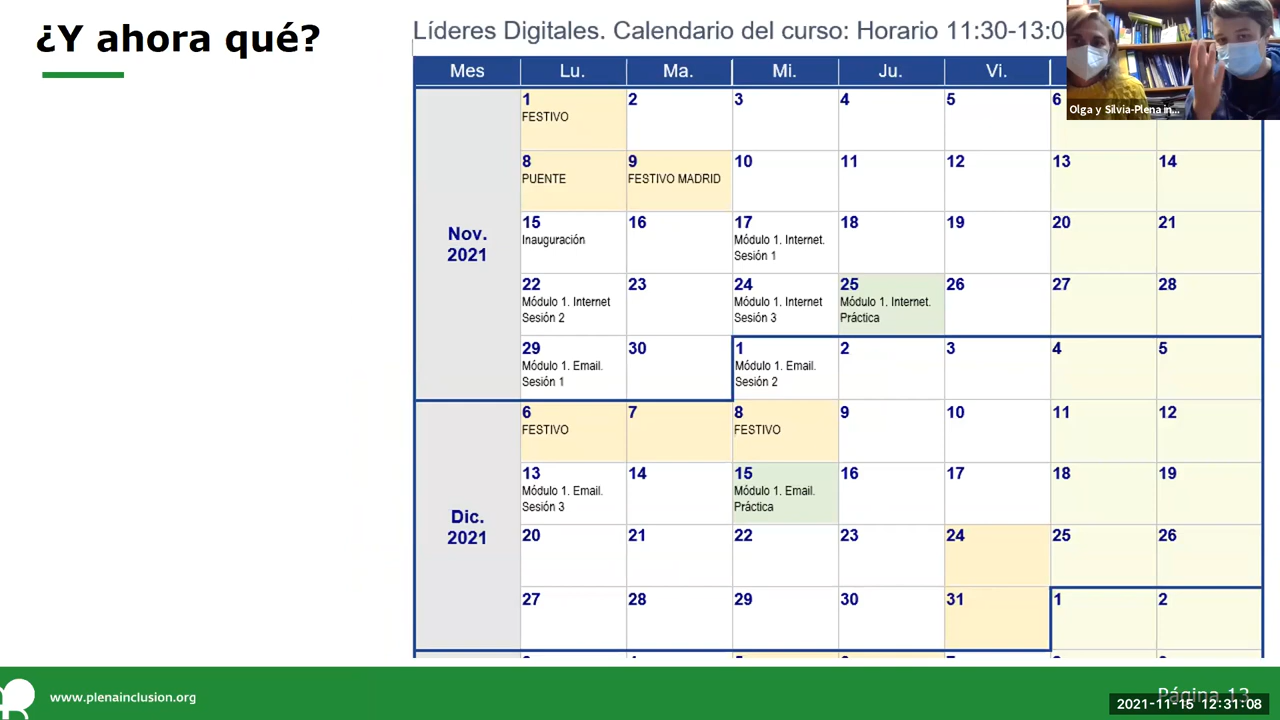 ¿Y ahora qué?
Líderes Digitales. Calendario del curso: Horario 11:30-13:0
Olga y Silvia-Plena in...
Mes Lu. Ma. Mi. Ju. Vi.
1 2 3 4 5 6
FESTIVO
8 9 10 11 12 13 14
PUENTE FESTIVO MADRID
Nov.
2021
15 16 17 18 19 20 21
Inauguración Módulo 1. Internet.
Sesión 1
22 23 24 25 26 27 28
Módulo 1. Internet Módulo 1. Internet Módulo 1. Internet.
Sesión 2 Sesión 3 Práctica
29 30 1 2 3 4 5
Módulo 1. Email. Módulo 1. Email.
Sesión 1 Sesión 2
6 7 8 9 10 11 12
FESTIVO FESTIVO
Dic.
2021
13 14 15 16 17 18 19
Módulo 1. Email. Módulo 1. Email.
Sesión 3 Práctica
20 21 22 23 24 25 26
27 28 29 30 31 1 2
www.plenainclusion.org
Página 13
2021-11-15 12:31:08